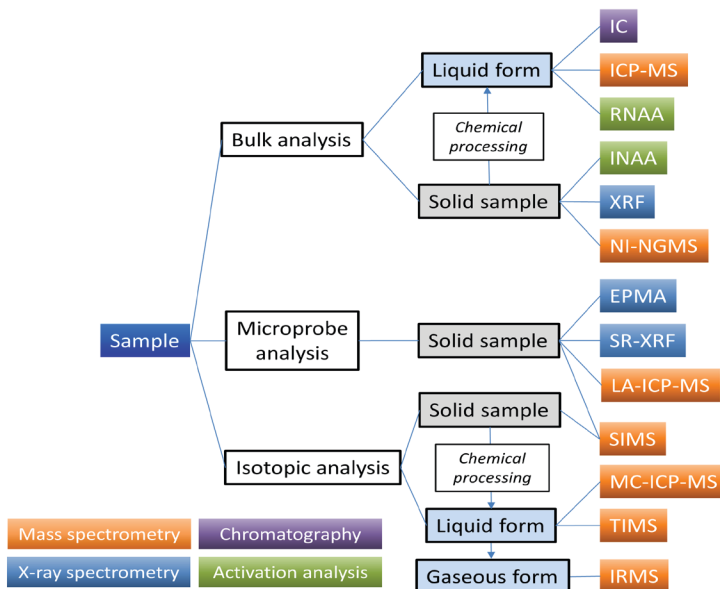 IC
Liquid form
ICP-MS
RNAA
Chemical
processing
Bulk analysis
INAA
Solid sample
XRF
NI-NGMS
EPMA
Sample
Microprobe
analysis
Solid sample
SR-XRF
LA-ICP-MS
Solid sample
SIMS
Isotopic analysis
Chemical
processing
MC-ICP-MS
Liquid form
TIMS
Mass spectrometry
Chromatography
X-ray spectrometry
Activation analysis
Gaseous form
IRMS